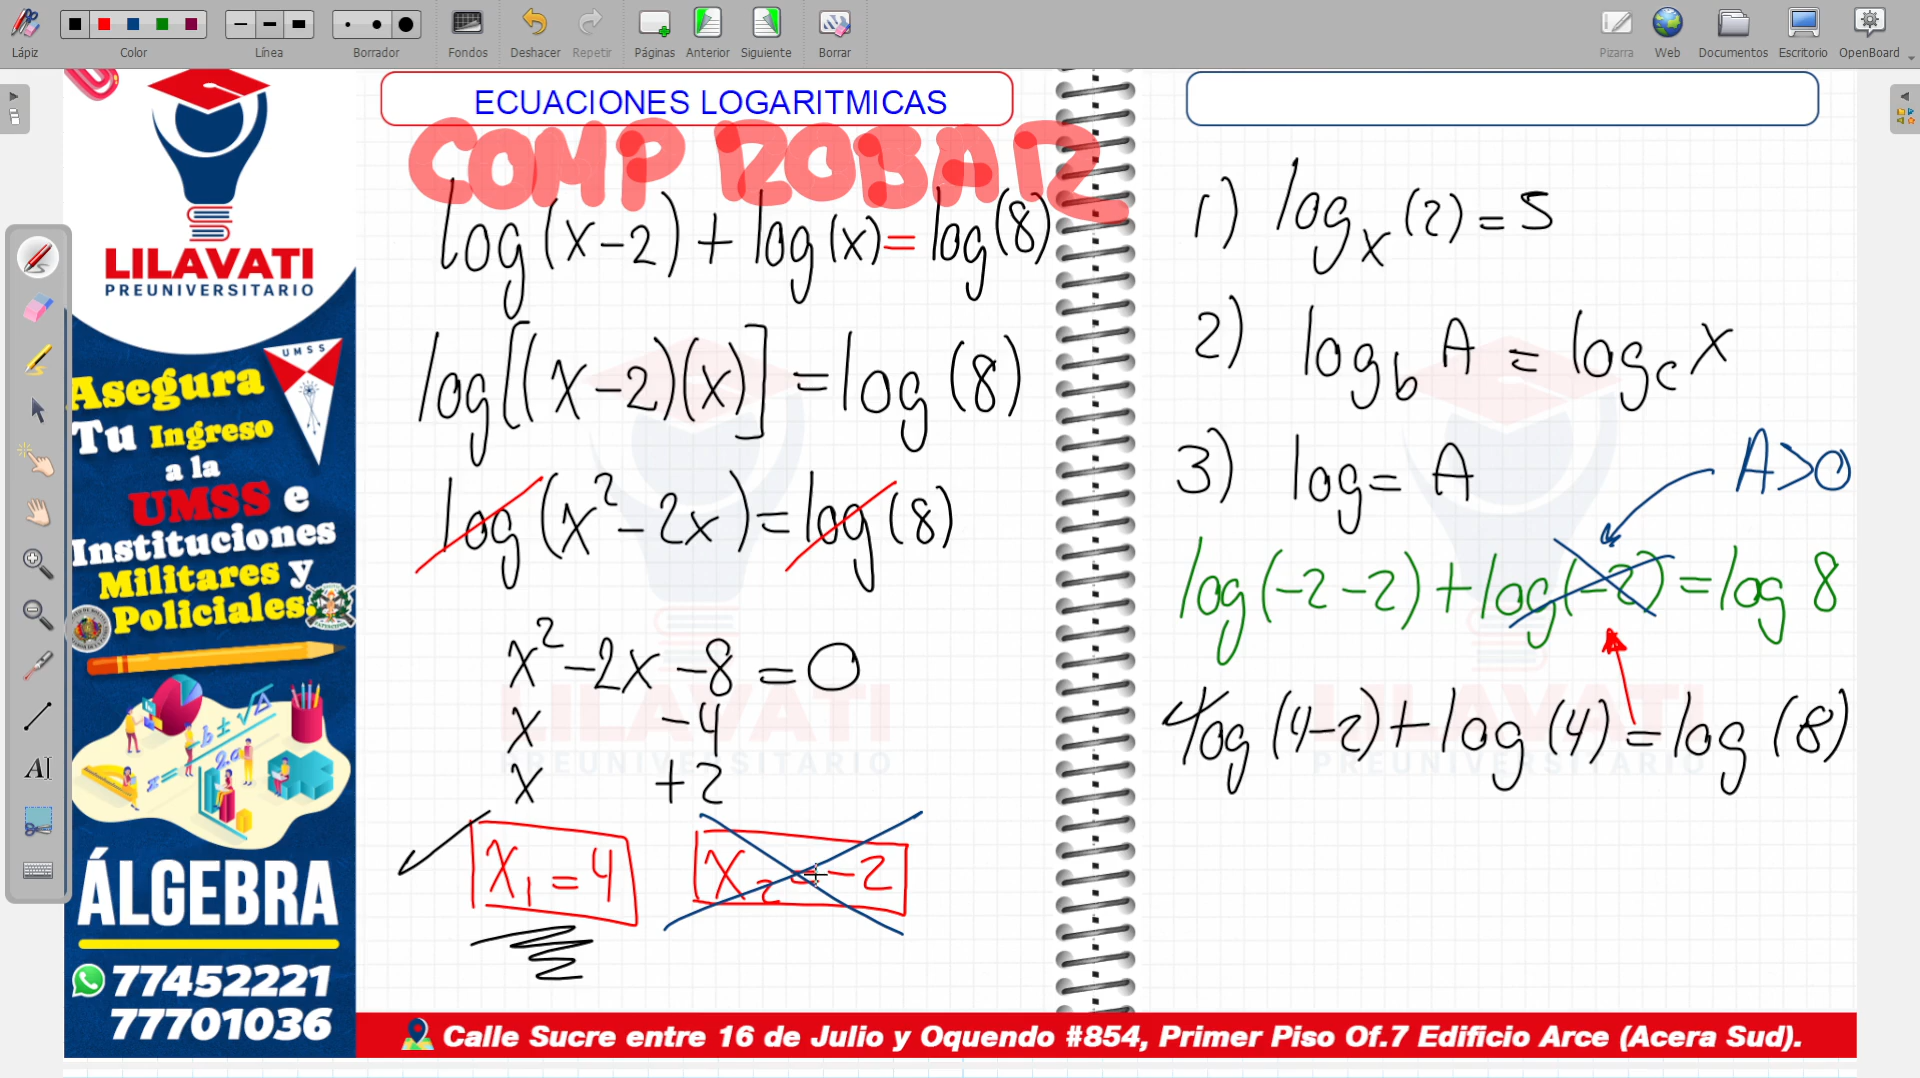 Lápiz
Color
Línea
Borrador
Fondos
Deshacer
Repetir
Páginas
Anterior
Siguiente
Borrar
Pizarra
Web
Documentos
Escritorio
OpenBoard
LILAVATI
PREUNIVERSITARIO
UMSS
Asegura
Tu Ingreso
a la
UMSS e
Instituciones
Militares y
Policiales.
ÁLGEBRA
77452221
77701036
ECUACIONES LOGARITMICAS
COMPROBAR
log(x-2)+log(x)=log(8)
log[(x-2)(x)]=log(8)
log(x²-2x)=log(8)
x²-2x-8=0
x -4
x +2
x₁=4 x₂=-2
1) logₓ(2)=5
2) log_b A = log_c x
3) log= A A>0
log(-2-2)+log(-2)=log 8
log(4-2)+log(4)=log(8)
LILAVATI
PREUNIVERSITARIO
LILAVATI
PREUNIVERSITARIO
Calle Sucre entre 16 de Julio y Oquendo #854, Primer Piso Of.7 Edificio Arce (Acera Sud).